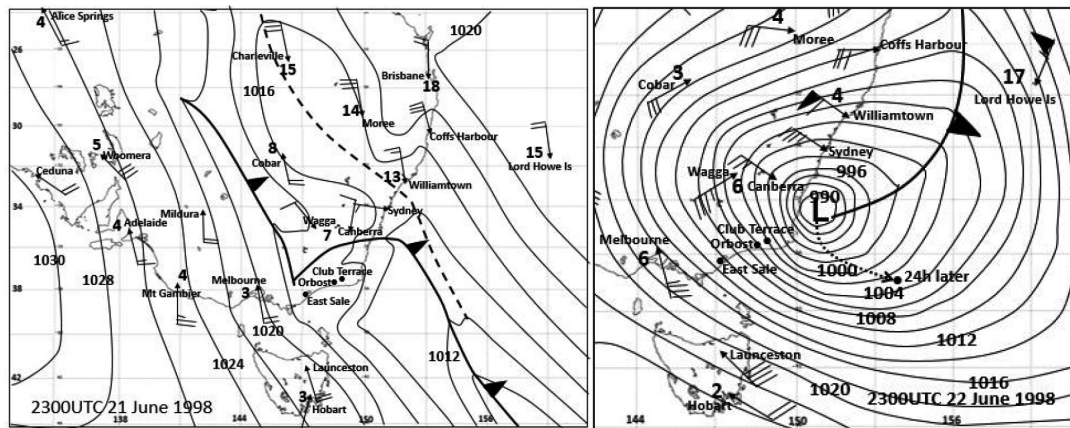 4 Alice Springs
1020
26
Charleville
15
Brisbane
18
1016
14
Moree
30
5
Woomera
8
Cobar
Coffs Harbour
15
Lord Howe Is
Ceduna
13
Williamtown
34
Mildura
4 Adelaide
Wagga
7
Sydney
Canberra
1030
1028
4
Mt Gambier
Melbourne
3
Club Terrace
Orbost
East Sale
38
1020
1024
1012
42
Launceston
3
Hobart
2300UTC 21 June 1998
138
144
150
156
4
Moree
Coffs Harbour
3
Cobar
17
Lord Howe Is
4
Williamtown
Sydney
Wagga
6
Canberra
996
990
L
Melbourne
6
Club Terrace
Orbost
East Sale
1000
24h later
1004
1008
1012
Launceston
2
Hobart
1020
1016
2300UTC 22 June 1998
144
150
156